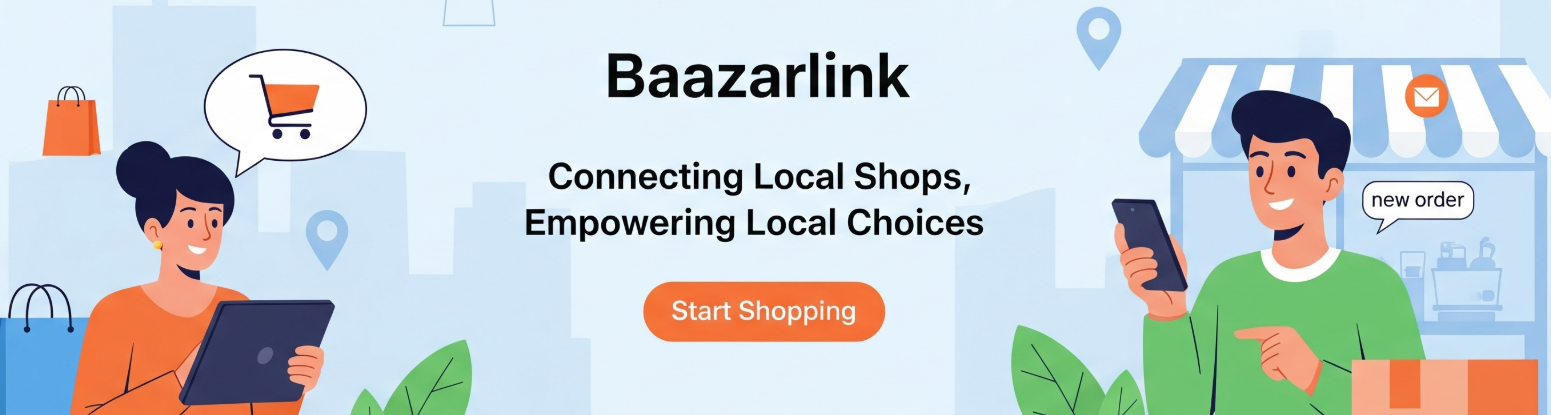 Baazarlink
Connecting Local Shops,
Empowering Local Choices
Start Shopping
new order